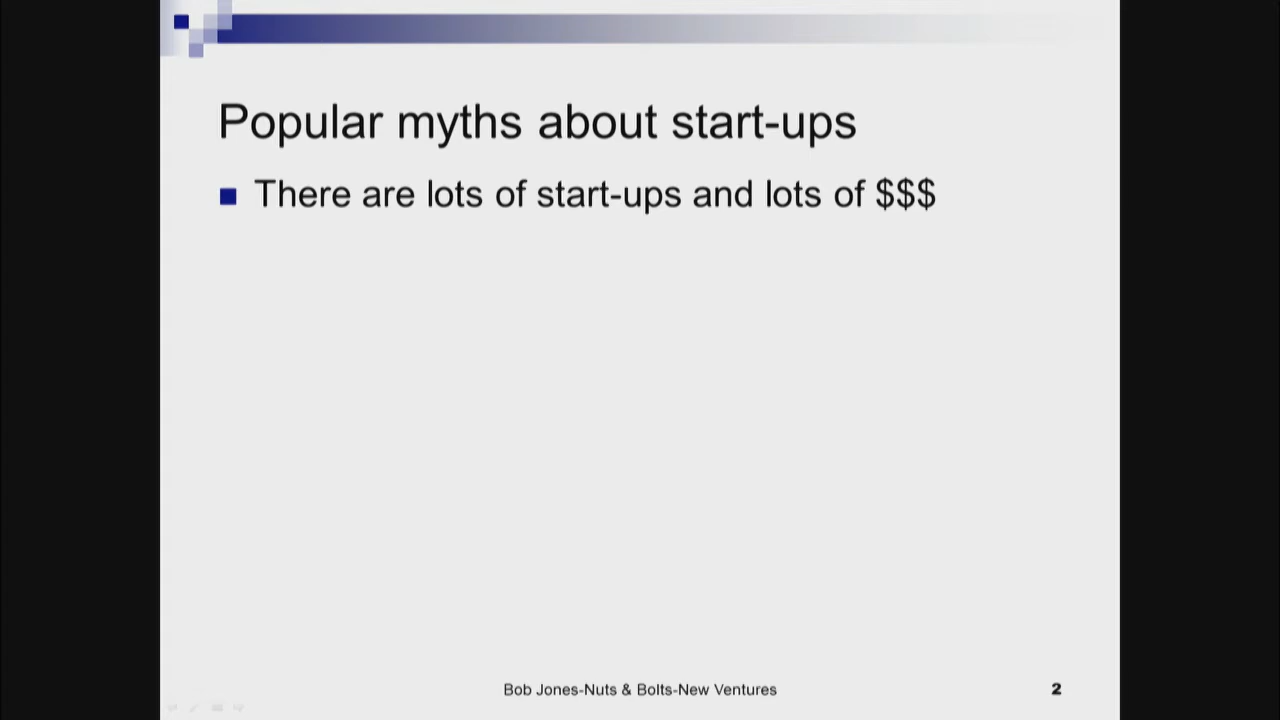 Popular myths about start-ups
There are lots of start-ups and lots of $$$
Bob Jones-Nuts & Bolts-New Ventures
2